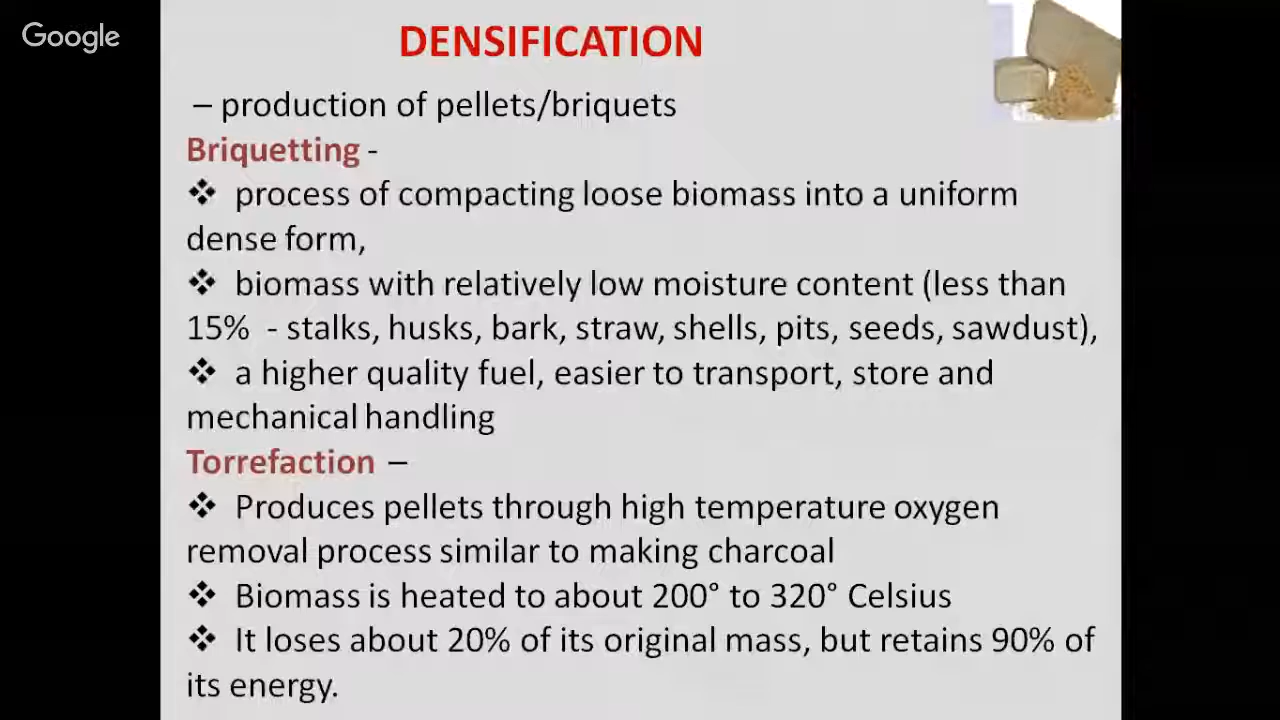 Google
DENSIFICATION
– production of pellets/briquets
Briquetting -
❖ process of compacting loose biomass into a uniform
dense form,
❖ biomass with relatively low moisture content (less than
15% - stalks, husks, bark, straw, shells, pits, seeds, sawdust),
❖ a higher quality fuel, easier to transport, store and
mechanical handling
Torrefaction –
❖ Produces pellets through high temperature oxygen
removal process similar to making charcoal
❖ Biomass is heated to about 200° to 320° Celsius
❖ It loses about 20% of its original mass, but retains 90% of
its energy.